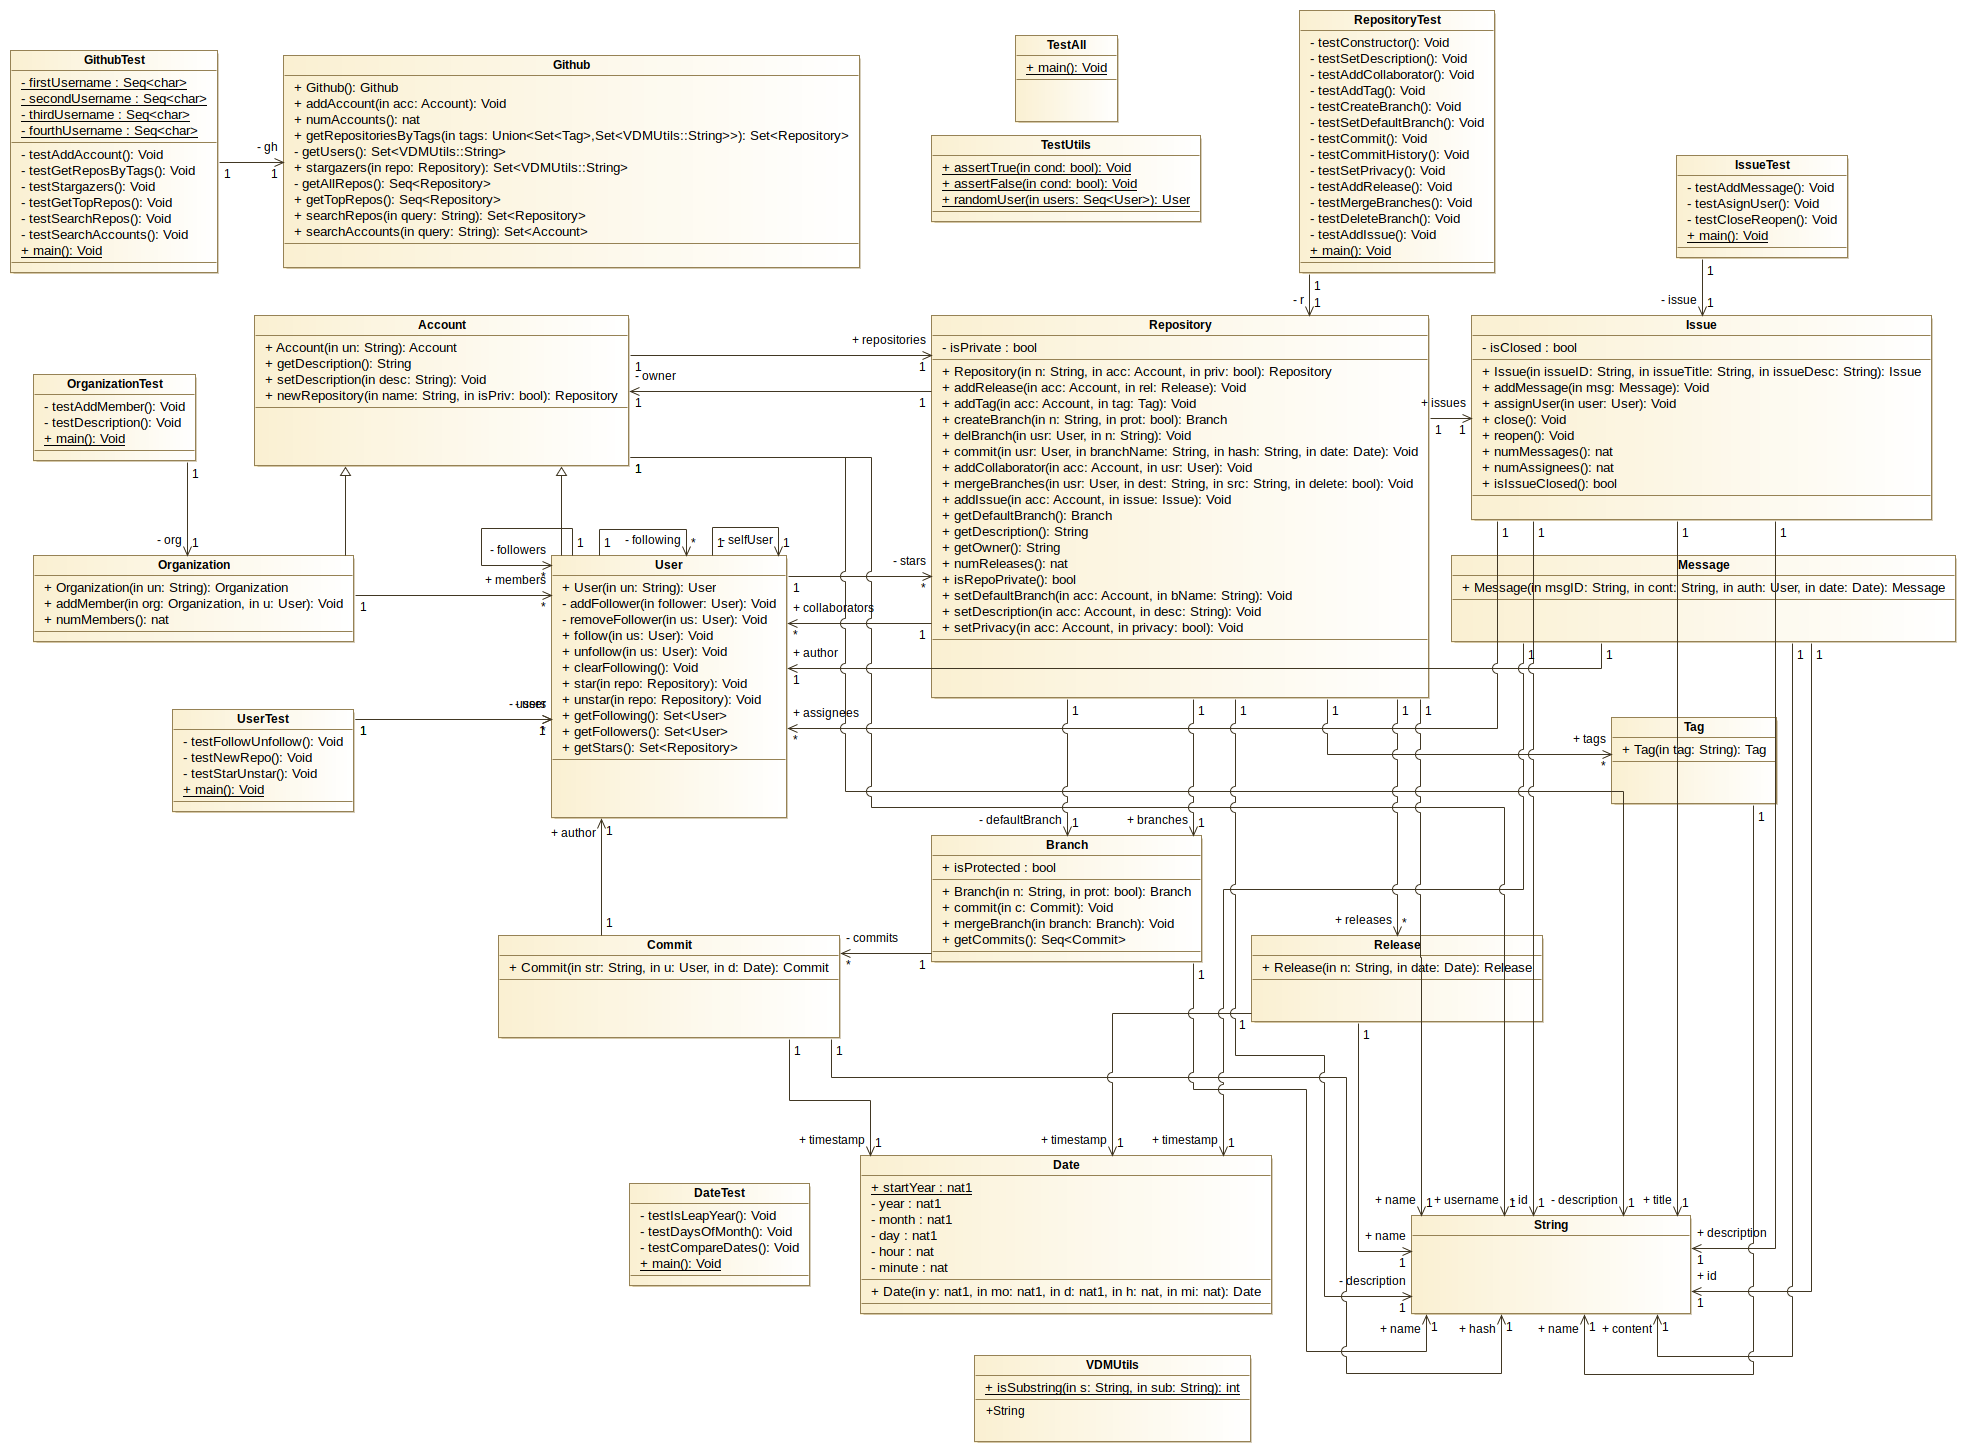 GithubTest
- firstUsername : Seq<char>
- secondUsername : Seq<char>
- thirdUsername : Seq<char>
- fourthUsername : Seq<char>
- testAddAccount(): Void
- testGetReposByTags(): Void
- testStargazers(): Void
- testGetTopRepos(): Void
- testSearchRepos(): Void
- testSearchAccounts(): Void
+ main(): Void
- gh
1
1
Github
+ Github(): Github
+ addAccount(in acc: Account): Void
+ numAccounts(): nat
+ getRepositoriesByTags(in tags: Union<Set<Tag>,Set<VDMUtils::String>>): Set<Repository>
- getUsers(): Set<VDMUtils::String>
+ stargazers(in repo: Repository): Set<VDMUtils::String>
- getAllRepos(): Seq<Repository>
+ getTopRepos(): Seq<Repository>
+ searchRepos(in query: String): Set<Repository>
+ searchAccounts(in query: String): Set<Account>
TestAll
+ main(): Void
TestUtils
+ assertTrue(in cond: bool): Void
+ assertFalse(in cond: bool): Void
+ randomUser(in users: Seq<User>): User
RepositoryTest
- testConstructor(): Void
- testSetDescription(): Void
- testAddCollaborator(): Void
- testAddTag(): Void
- testCreateBranch(): Void
- testSetDefaultBranch(): Void
- testCommit(): Void
- testCommitHistory(): Void
- testSetPrivacy(): Void
- testAddRelease(): Void
- testMergeBranches(): Void
- testDeleteBranch(): Void
- testAddIssue(): Void
+ main(): Void
1
- r
1
IssueTest
- testAddMessage(): Void
- testAsignUser(): Void
- testCloseReopen(): Void
+ main(): Void
1
- issue
1
Account
+ Account(in un: String): Account
+ getDescription(): String
+ setDescription(in desc: String): Void
+ newRepository(in name: String, in isPriv: bool): Repository
+ repositories
1
1
- owner
1
1
1
Repository
- isPrivate : bool
+ Repository(in n: String, in acc: Account, in priv: bool): Repository
+ addRelease(in acc: Account, in rel: Release): Void
+ addTag(in acc: Account, in tag: Tag): Void
+ createBranch(in n: String, in prot: bool): Branch
+ delBranch(in usr: User, in n: String): Void
+ commit(in usr: User, in branchName: String, in hash: String, in date: Date): Void
+ addCollaborator(in acc: Account, in usr: User): Void
+ mergeBranches(in usr: User, in dest: String, in src: String, in delete: bool): Void
+ addIssue(in acc: Account, in issue: Issue): Void
+ getDefaultBranch(): Branch
+ getDescription(): String
+ getOwner(): String
+ numReleases(): nat
+ isRepoPrivate(): bool
+ setDefaultBranch(in acc: Account, in bName: String): Void
+ setDescription(in acc: Account, in desc: String): Void
+ setPrivacy(in acc: Account, in privacy: bool): Void
+ issues
1
1
Issue
- isClosed : bool
+ Issue(in issueID: String, in issueTitle: String, in issueDesc: String): Issue
+ addMessage(in msg: Message): Void
+ assignUser(in user: User): Void
+ close(): Void
+ reopen(): Void
+ numMessages(): nat
+ numAssignees(): nat
+ isIssueClosed(): bool
1
1
1
1
OrganizationTest
- testAddMember(): Void
- testDescription(): Void
+ main(): Void
1
- org
1
Organization
+ Organization(in un: String): Organization
+ addMember(in org: Organization, in u: User): Void
+ numMembers(): nat
1
- followers
1
*
+ members
*
1
- following
*
1
- selfUser
1
User
+ User(in un: String): User
- addFollower(in follower: User): Void
- removeFollower(in us: User): Void
+ follow(in us: User): Void
+ unfollow(in us: User): Void
+ clearFollowing(): Void
+ star(in repo: Repository): Void
+ unstar(in repo: Repository): Void
+ getFollowing(): Set<User>
+ getFollowers(): Set<User>
+ getStars(): Set<Repository>
- stars
1
*
+ collaborators
*
1
+ author
1
+ assignees
*
Message
+ Message(in msgID: String, in cont: String, in auth: User, in date: Date): Message
1
1
1
1
UserTest
- testFollowUnfollow(): Void
- testNewRepo(): Void
- testStarUnstar(): Void
+ main(): Void
1
1
1
1
1
1
1
1
+ tags
*
Tag
+ Tag(in tag: String): Tag
1
+ author
1
1
- defaultBranch
1
+ branches
1
Branch
+ isProtected : bool
+ Branch(in n: String, in prot: bool): Branch
+ commit(in c: Commit): Void
+ mergeBranch(in branch: Branch): Void
+ getCommits(): Seq<Commit>
- commits
*
1
1
+ releases
*
Release
+ Release(in n: String, in date: Date): Release
1
1
Commit
+ Commit(in str: String, in u: User, in d: Date): Commit
1
1
+ timestamp
1
+ timestamp
1
+ timestamp
1
Date
+ startYear : nat1
- year : nat1
- month : nat1
- day : nat1
- hour : nat
- minute : nat
+ Date(in y: nat1, in mo: nat1, in d: nat1, in h: nat, in mi: nat): Date
DateTest
- testIsLeapYear(): Void
- testDaysOfMonth(): Void
- testCompareDates(): Void
+ main(): Void
+ name
1
+ username
1
id
1
- description
1
+ title
1
String
+ name
1
- description
1
+ description
1
+ id
1
+ name
1
+ hash
1
+ name
1
+ content
1
VDMUtils
+ isSubstring(in s: String, in sub: String): int
+String